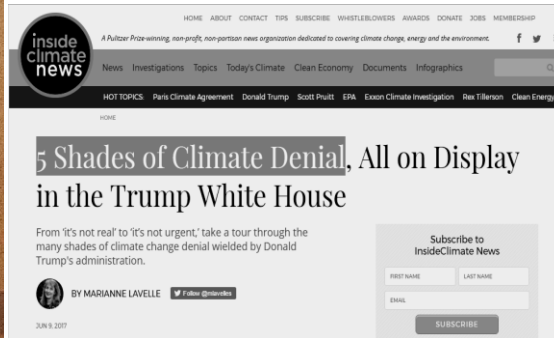 HOME ABOUT CONTACT TIPS SUBSCRIBE WHISTLEBLOWERS AWARDS DONATE JOBS MEMBERSHIP
inside
climate
news
A Pulitzer Prize-winning, non-profit, non-partisan news organization dedicated to covering climate change, energy and the environment.
News Investigations Topics Today's Climate Clean Economy Documents Infographics
HOT TOPICS: Paris Climate Agreement Donald Trump Scott Pruitt EPA Exxon Climate Investigation Rex Tillerson Clean Energy
HOME
5 Shades of Climate Denial, All on Display
in the Trump White House
From 'it's not real' to 'it's not urgent,' take a tour through the
many shades of climate change denial wielded by Donald
Trump's administration.
BY MARIANNE LAVELLE Follow @mlavelles
JUN 9, 2017
Subscribe to
InsideClimate News
FIRST NAME LAST NAME
EMAIL
SUBSCRIBE